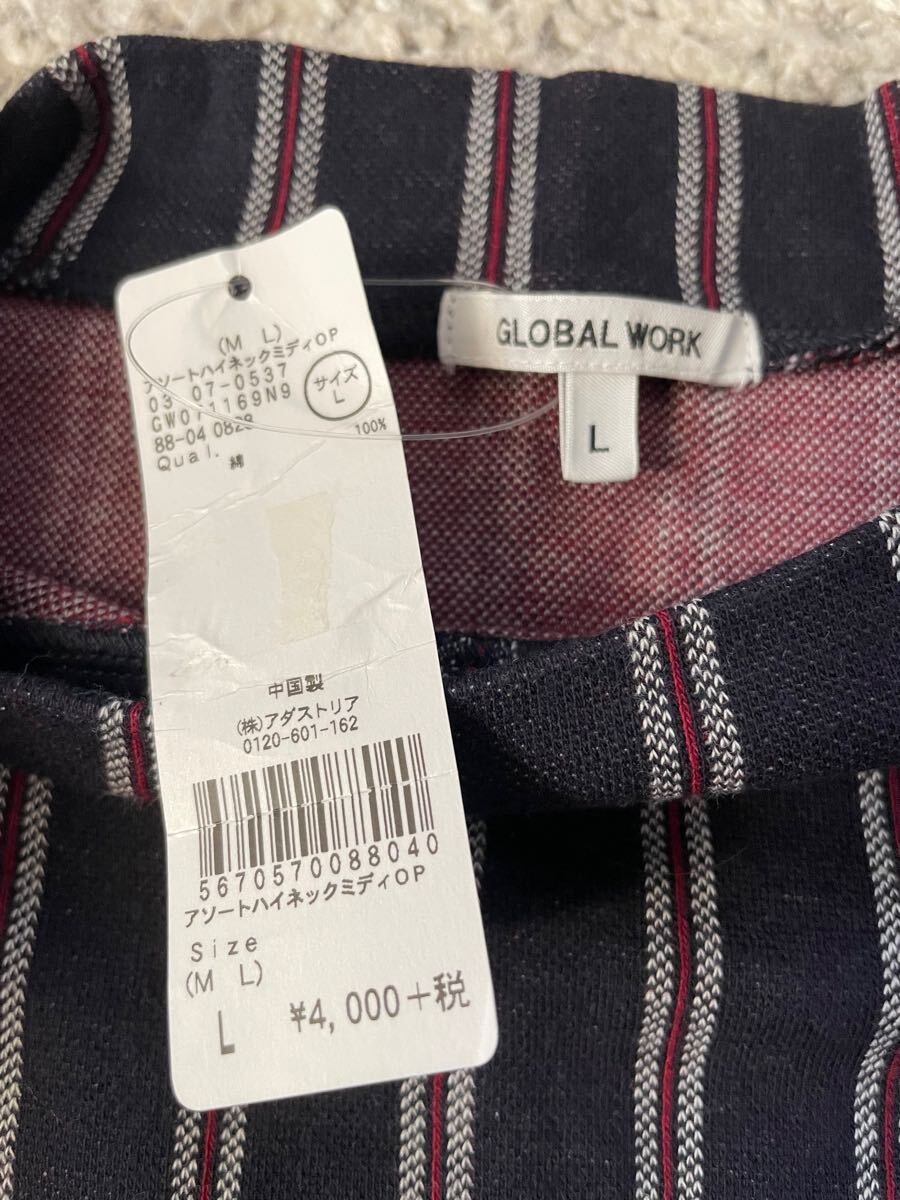 GLOBAL WORK
L
(M L)
アソートハイネックミディOP
03 07-0537
169N9
サイズ
L
88-04
Qual.
綿
100%
中国製
(株)アダストリア
0120-601-162
5670570088040
アソートハイネックミディOP
Size
(M L)
L
¥4,000+税